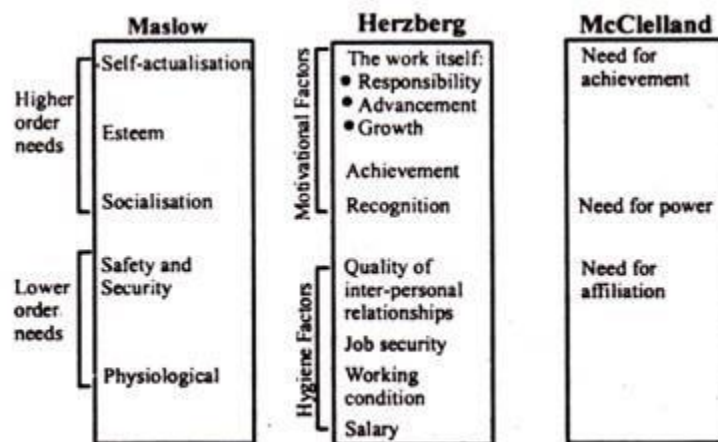 Maslow
Higher
order
needs
Self-actualisation
Esteem
Socialisation
Lower
order
needs
Safety and
Security
Physiological
Herzberg
Motivational Factors
The work itself:
• Responsibility
• Advancement
• Growth
Achievement
Recognition
Hygiene Factors
Quality of
inter-personal
relationships
Job security
Working
condition
Salary
McClelland
Need for
achievement
Need for power
Need for
affiliation